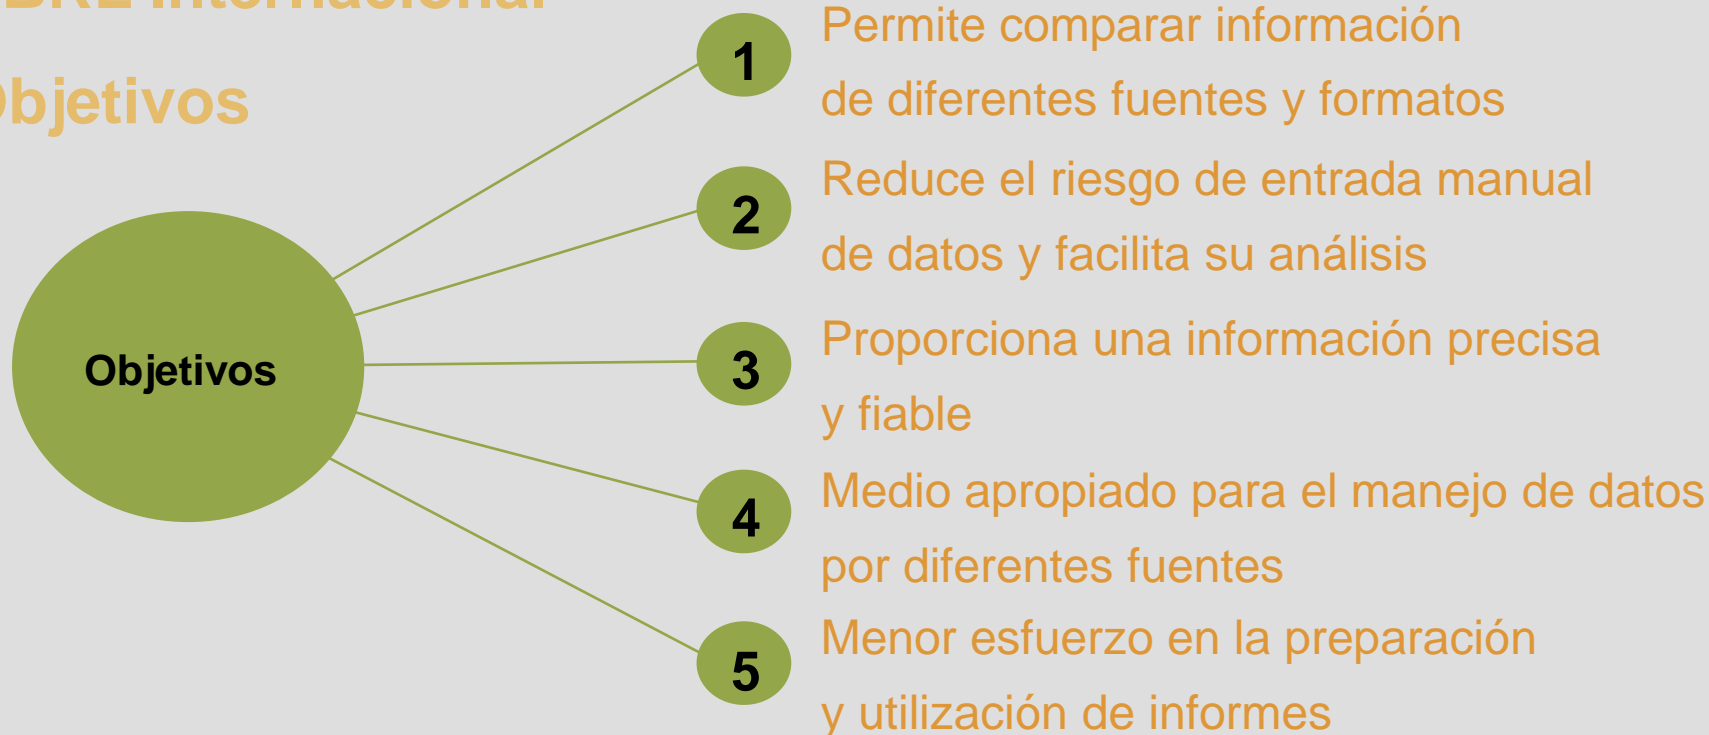 Internacional
Objetivos
Objetivos
1
Permite comparar información
de diferentes fuentes y formatos
2
Reduce el riesgo de entrada manual
de datos y facilita su análisis
3
Proporciona una información precisa
y fiable
4
Medio apropiado para el manejo de datos
por diferentes fuentes
5
Menor esfuerzo en la preparación
y utilización de informes